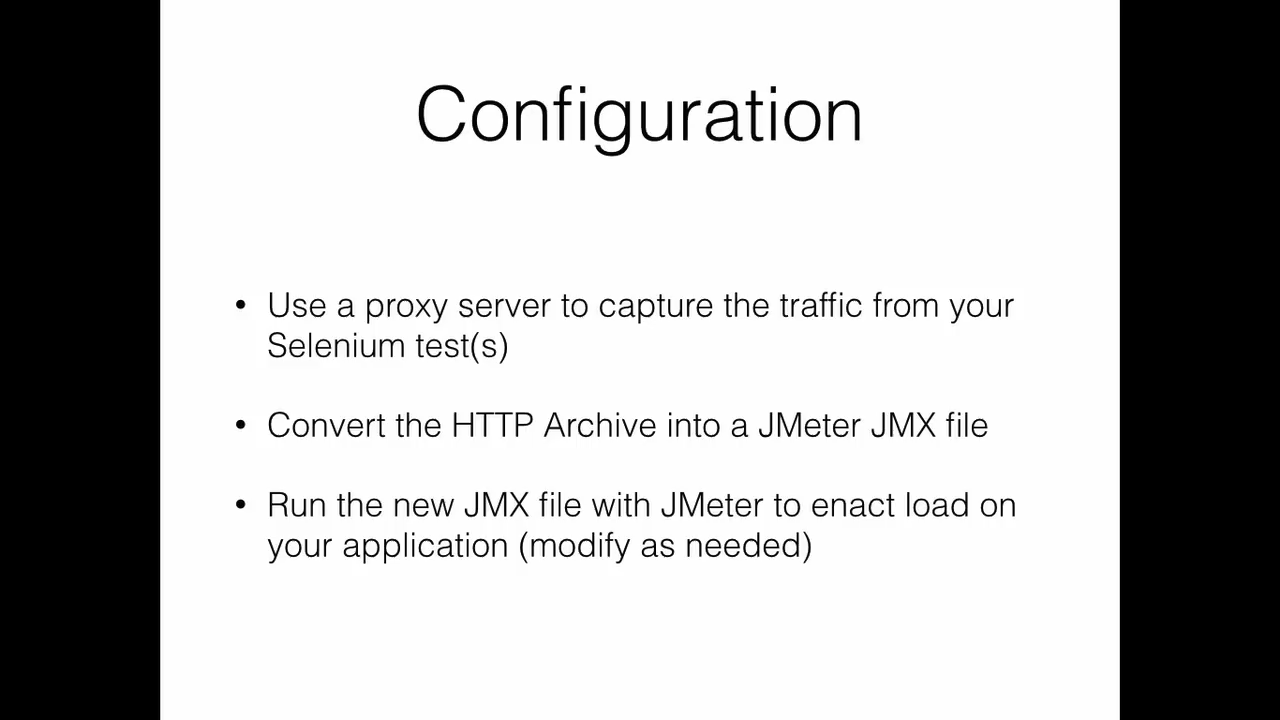 Configuration
• Use a proxy server to capture the traffic from your
Selenium test(s)
• Convert the HTTP Archive into a JMeter JMX file
• Run the new JMX file with JMeter to enact load on
your application (modify as needed)